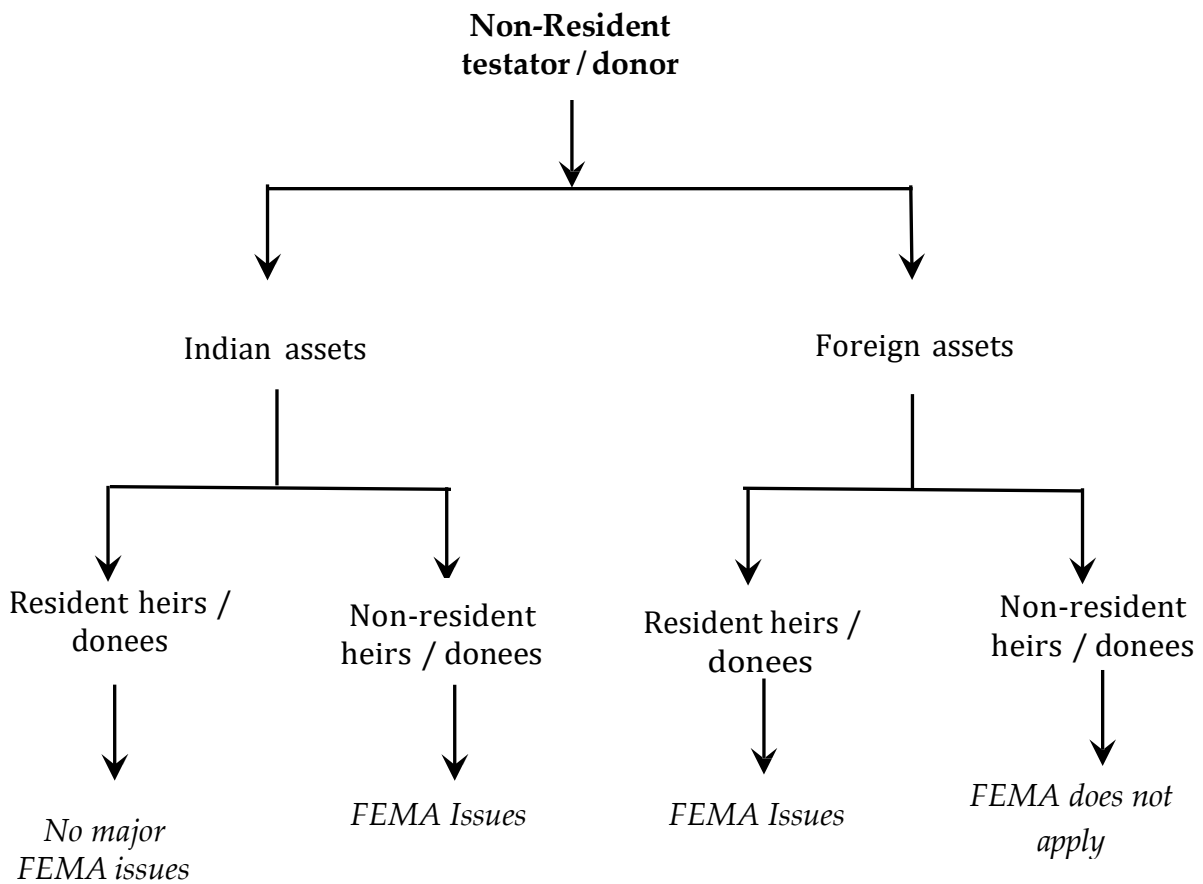 Non-Resident
testator / donor
Indian assets
Foreign assets
Resident heirs /
donees
Non-resident
heirs / donees
Resident heirs /
donees
Non-resident
heirs / donees
No major
FEMA issues
FEMA Issues
FEMA Issues
FEMA does not
apply